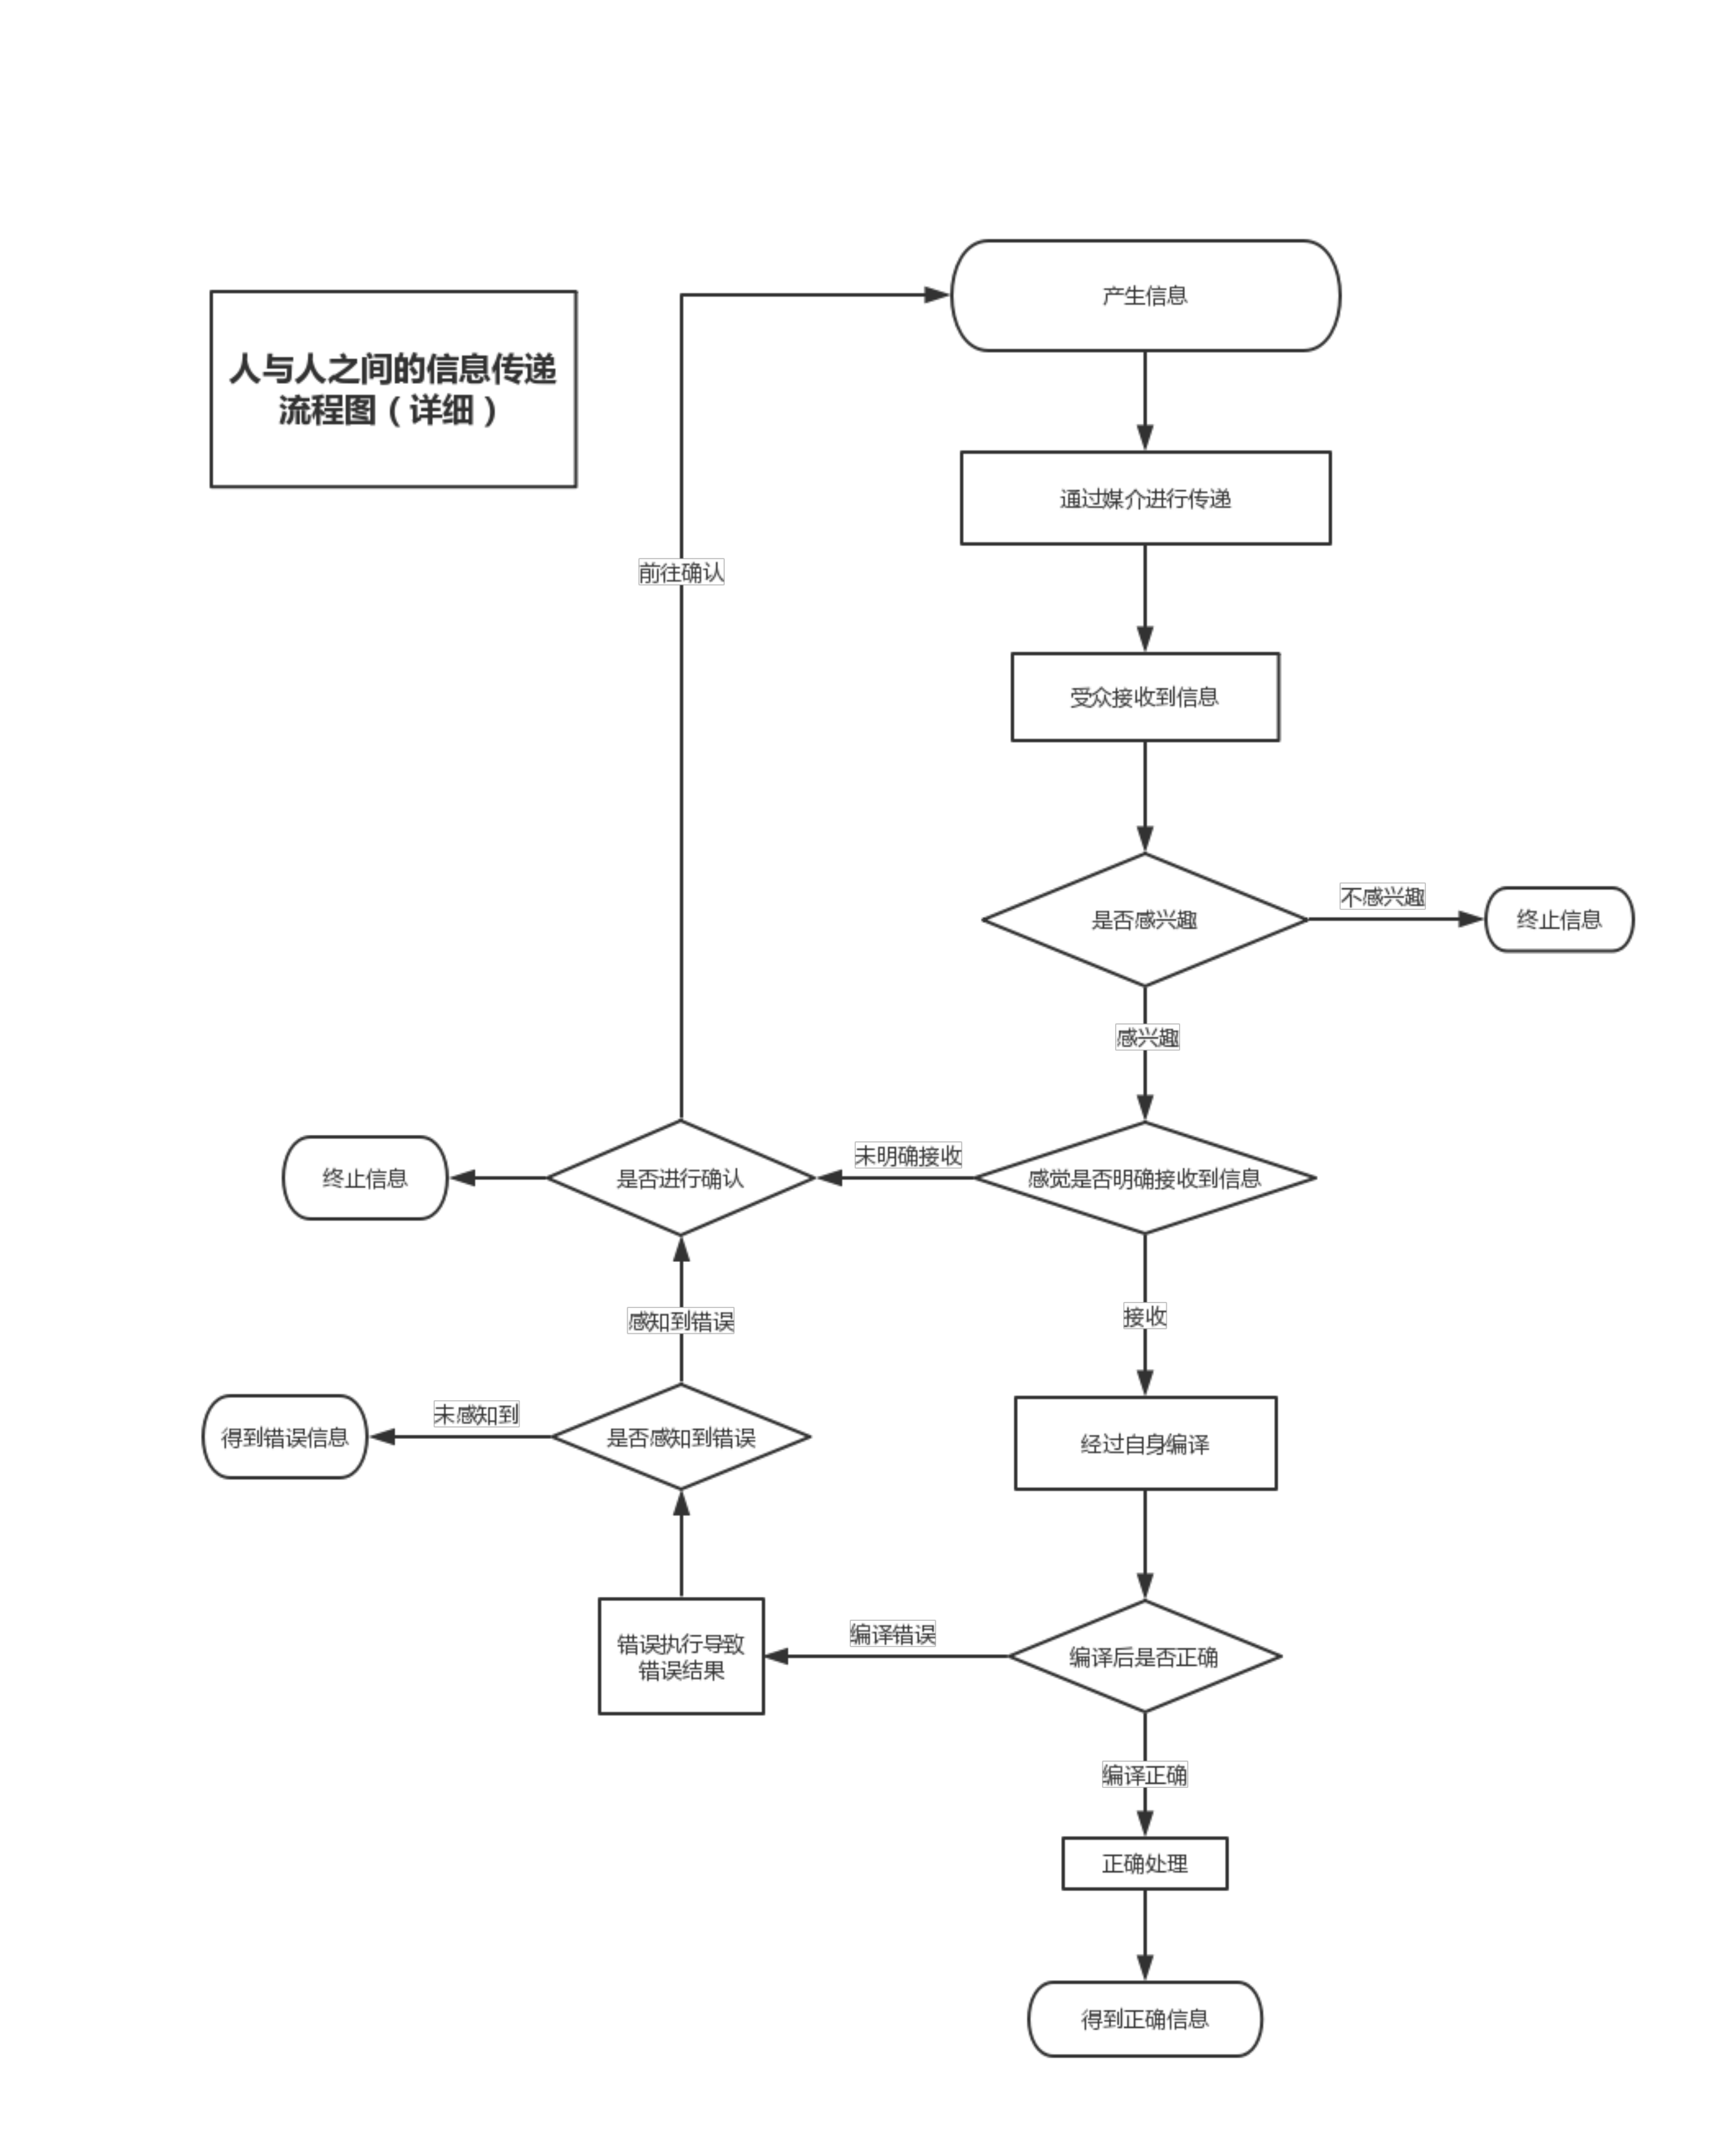 产生信息
人与人之间的信息传递
流程图（详细）
通过媒介进行传递
前往确认
受众接收到信息
不感兴趣
是否感兴趣
终止信息
感兴趣
未明确接收
终止信息
是否进行确认
感觉是否明确接收到信息
感知到错误
接收
未感知到
得到错误信息
是否感知到错误
经过自身编译
编译错误
错误执行导致
错误结果
编译后是否正确
编译正确
正确处理
得到正确信息